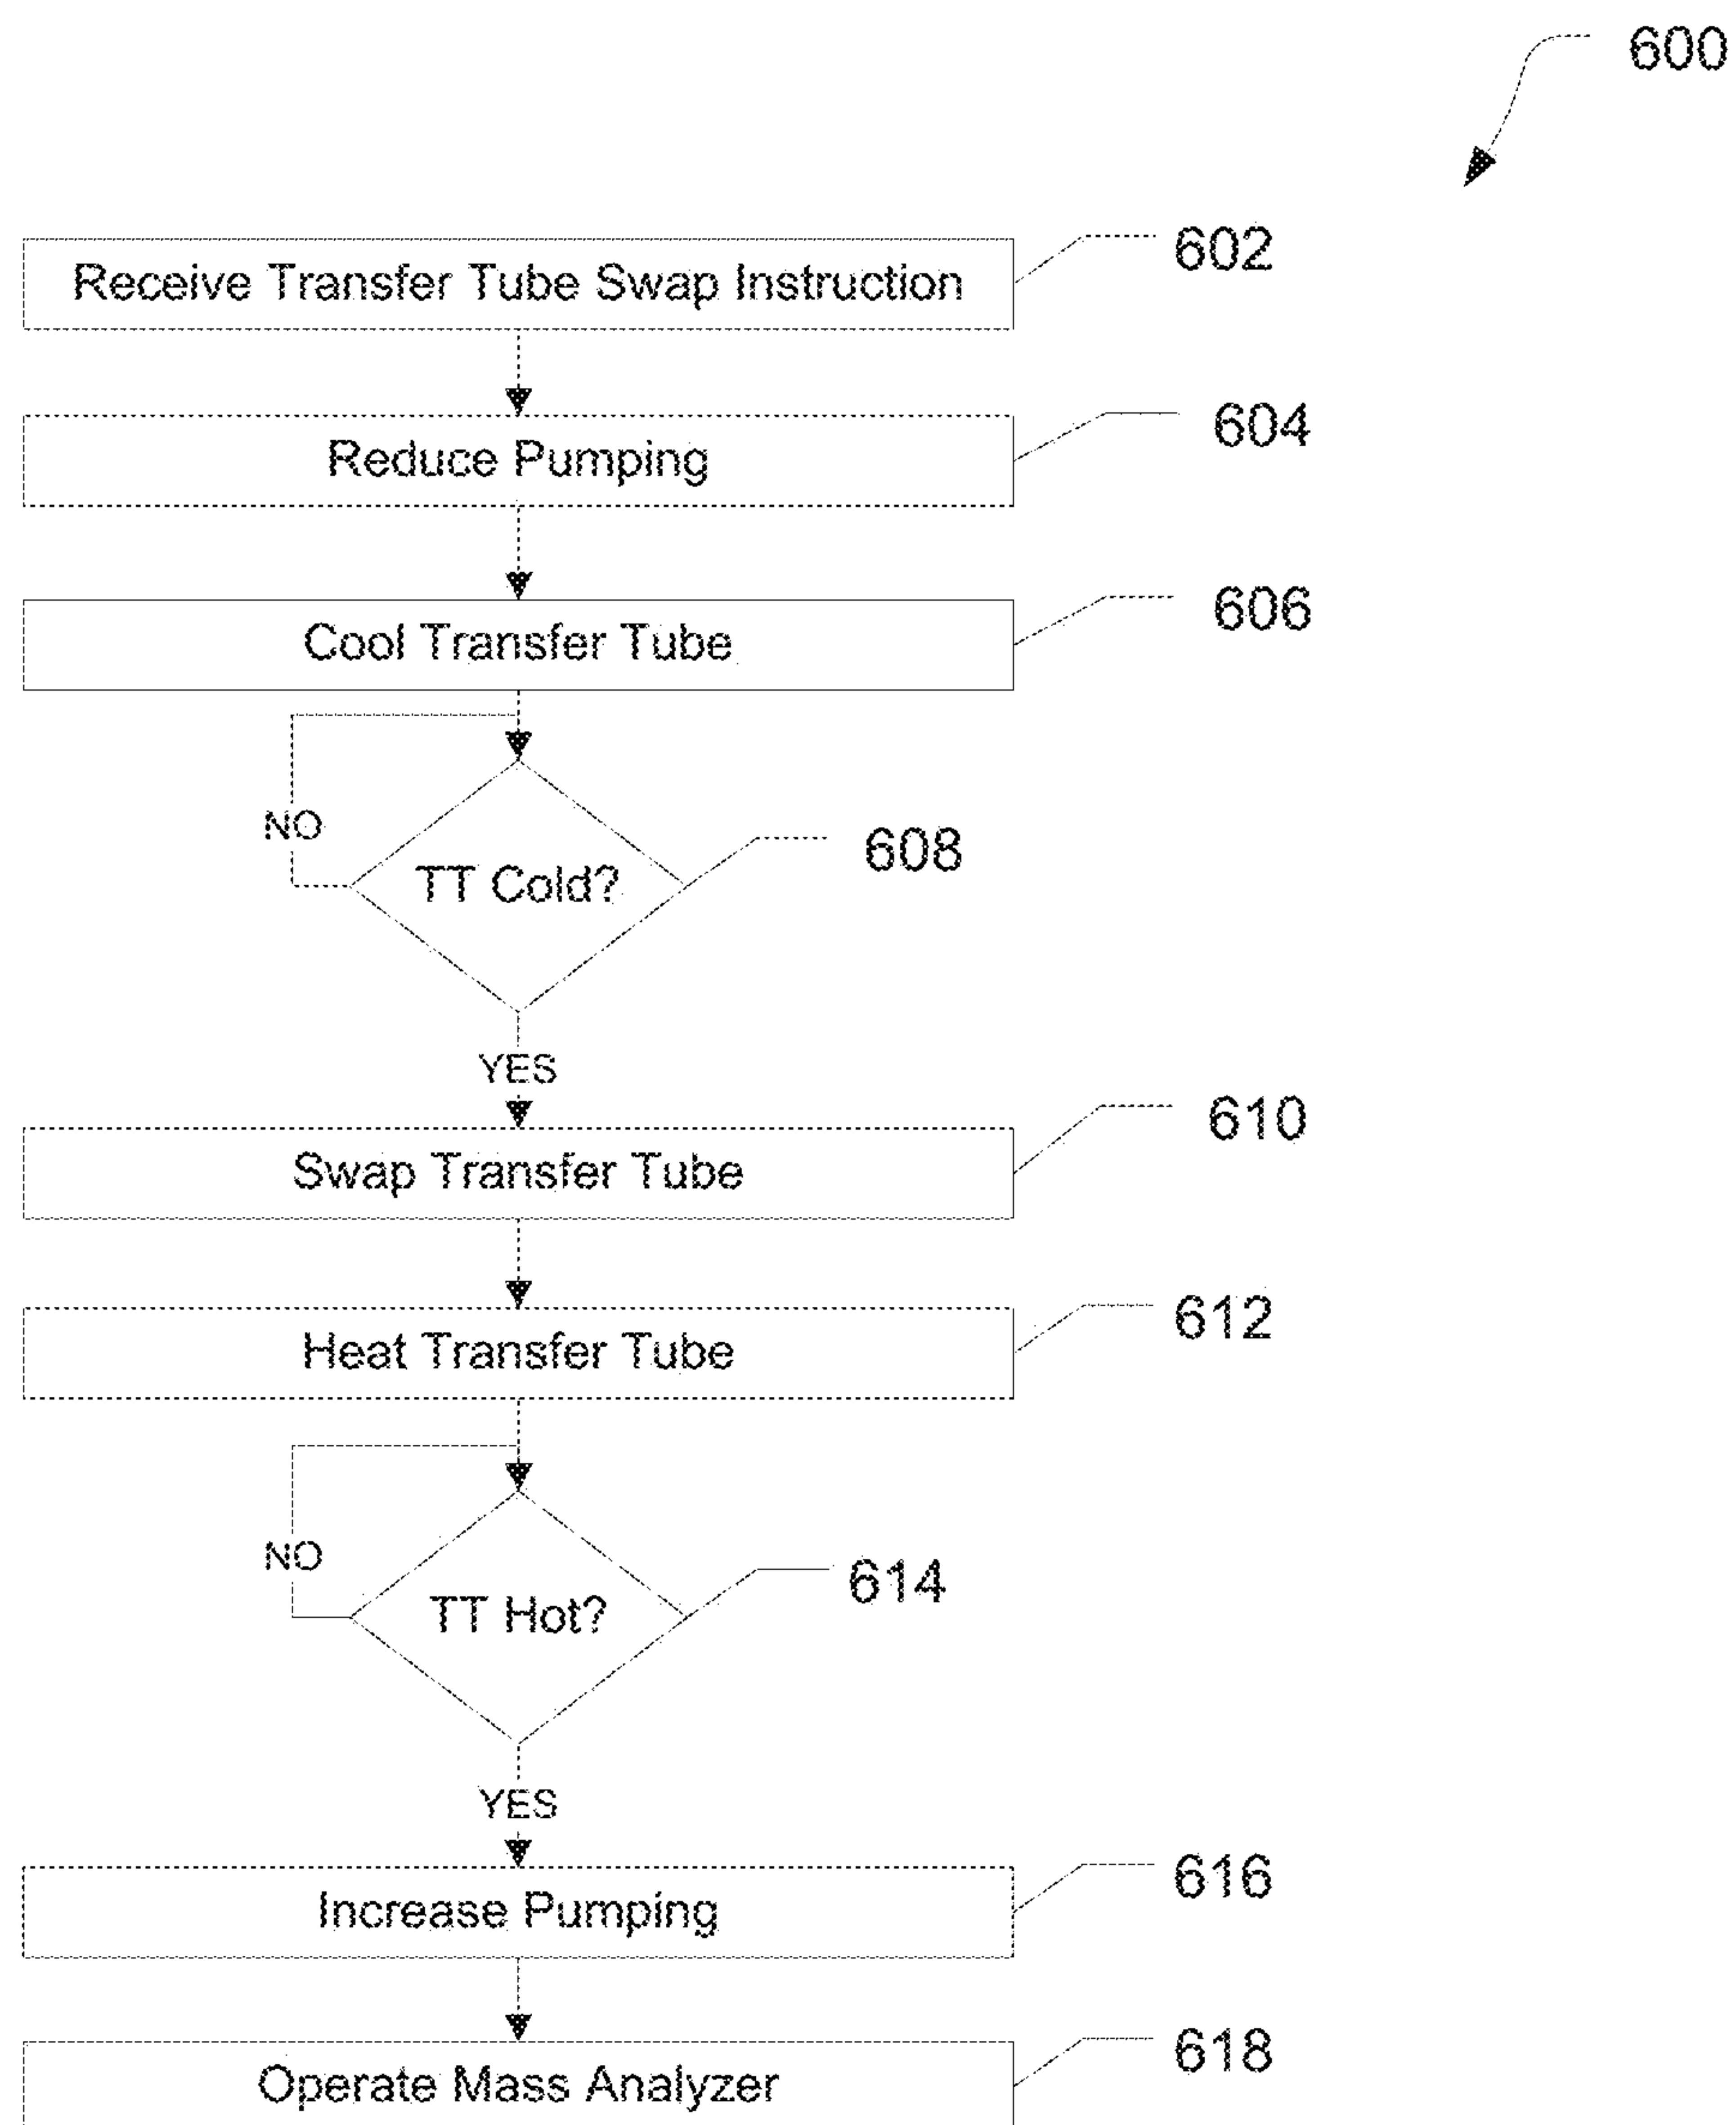 600
Receive Transfer Tube Swap Instruction
602
Reduce Pumping
604
Cool Transfer Tube
606
NO
TT Cold?
608
YES
Swap Transfer Tube
610
Heat Transfer Tube
612
NO
TT Hot?
614
YES
Increase Pumping
616
Operate Mass Analyzer
618